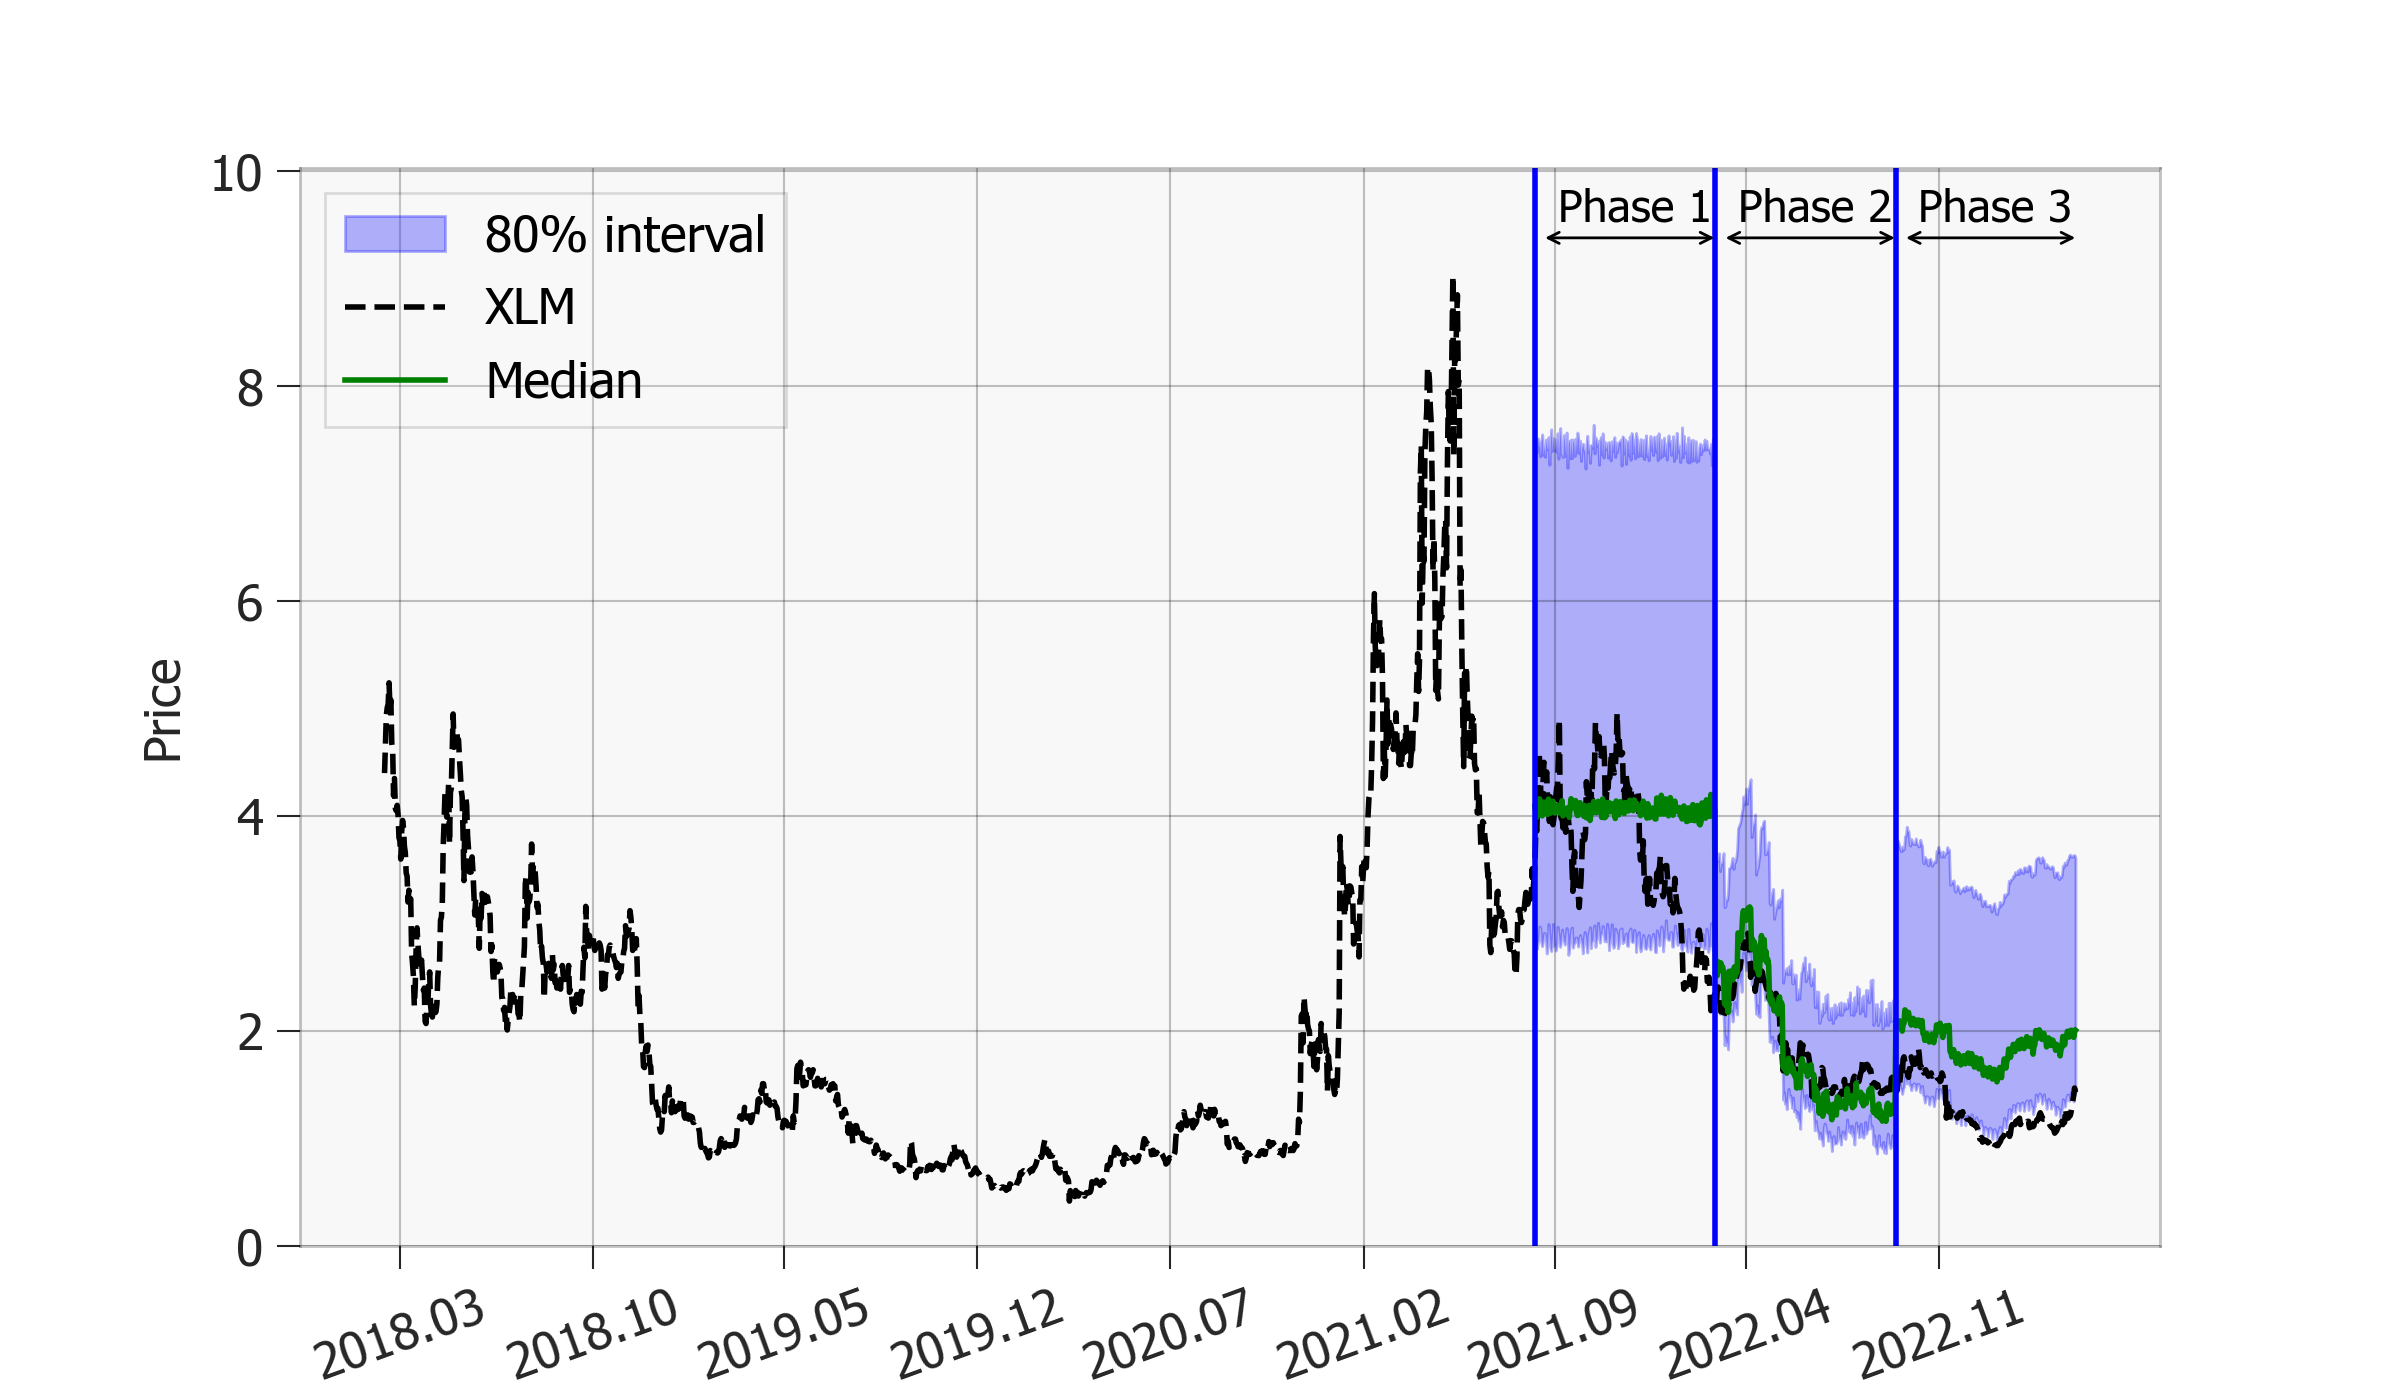 80% interval
XLM
Median
Phase 1
Phase 2
Phase 3
10
8
6
4
2
0
Price
2018.03
2018.10
2019.05
2019.12
2020.07
2021.02
2021.09
2022.04
2022.11